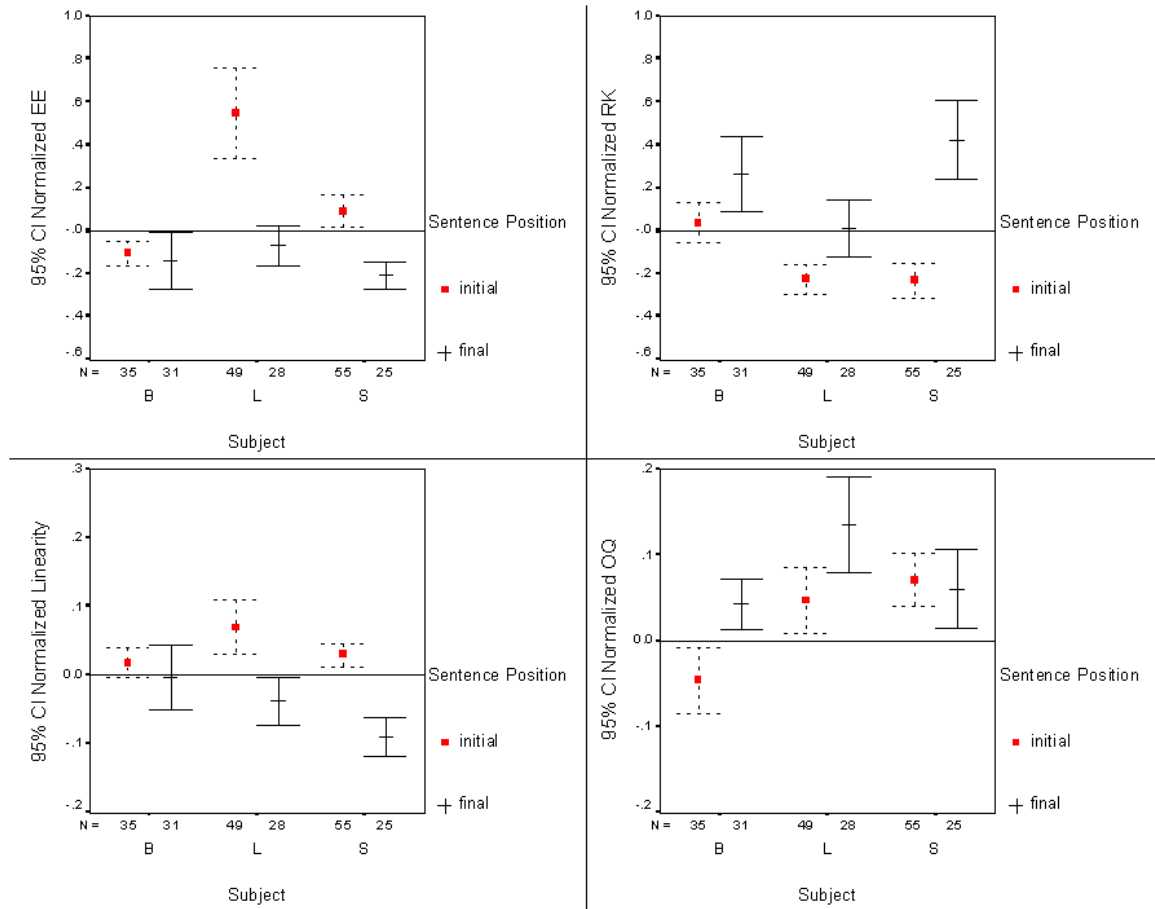 95% CI Normalized EE
1.0
.8
.6
.4
.2
-.0
-.2
-.4
-.6
N = 35 31 49 28 55 25
B L S
Subject
Sentence Position
initial
final
95% CI Normalized RK
1.0
.8
.6
.4
.2
-.0
-.2
-.4
-.6
N = 35 31 49 28 55 25
B L S
Subject
Sentence Position
initial
final
95% CI Normalized Linearity
.3
.2
.1
0.0
-.1
-.2
N = 35 31 49 28 55 25
B L S
Subject
Sentence Position
initial
final
95% CI Normalized OQ
.2
.1
0.0
-.1
-.2
N = 35 31 49 28 55 25
B L S
Subject
Sentence Position
initial
final